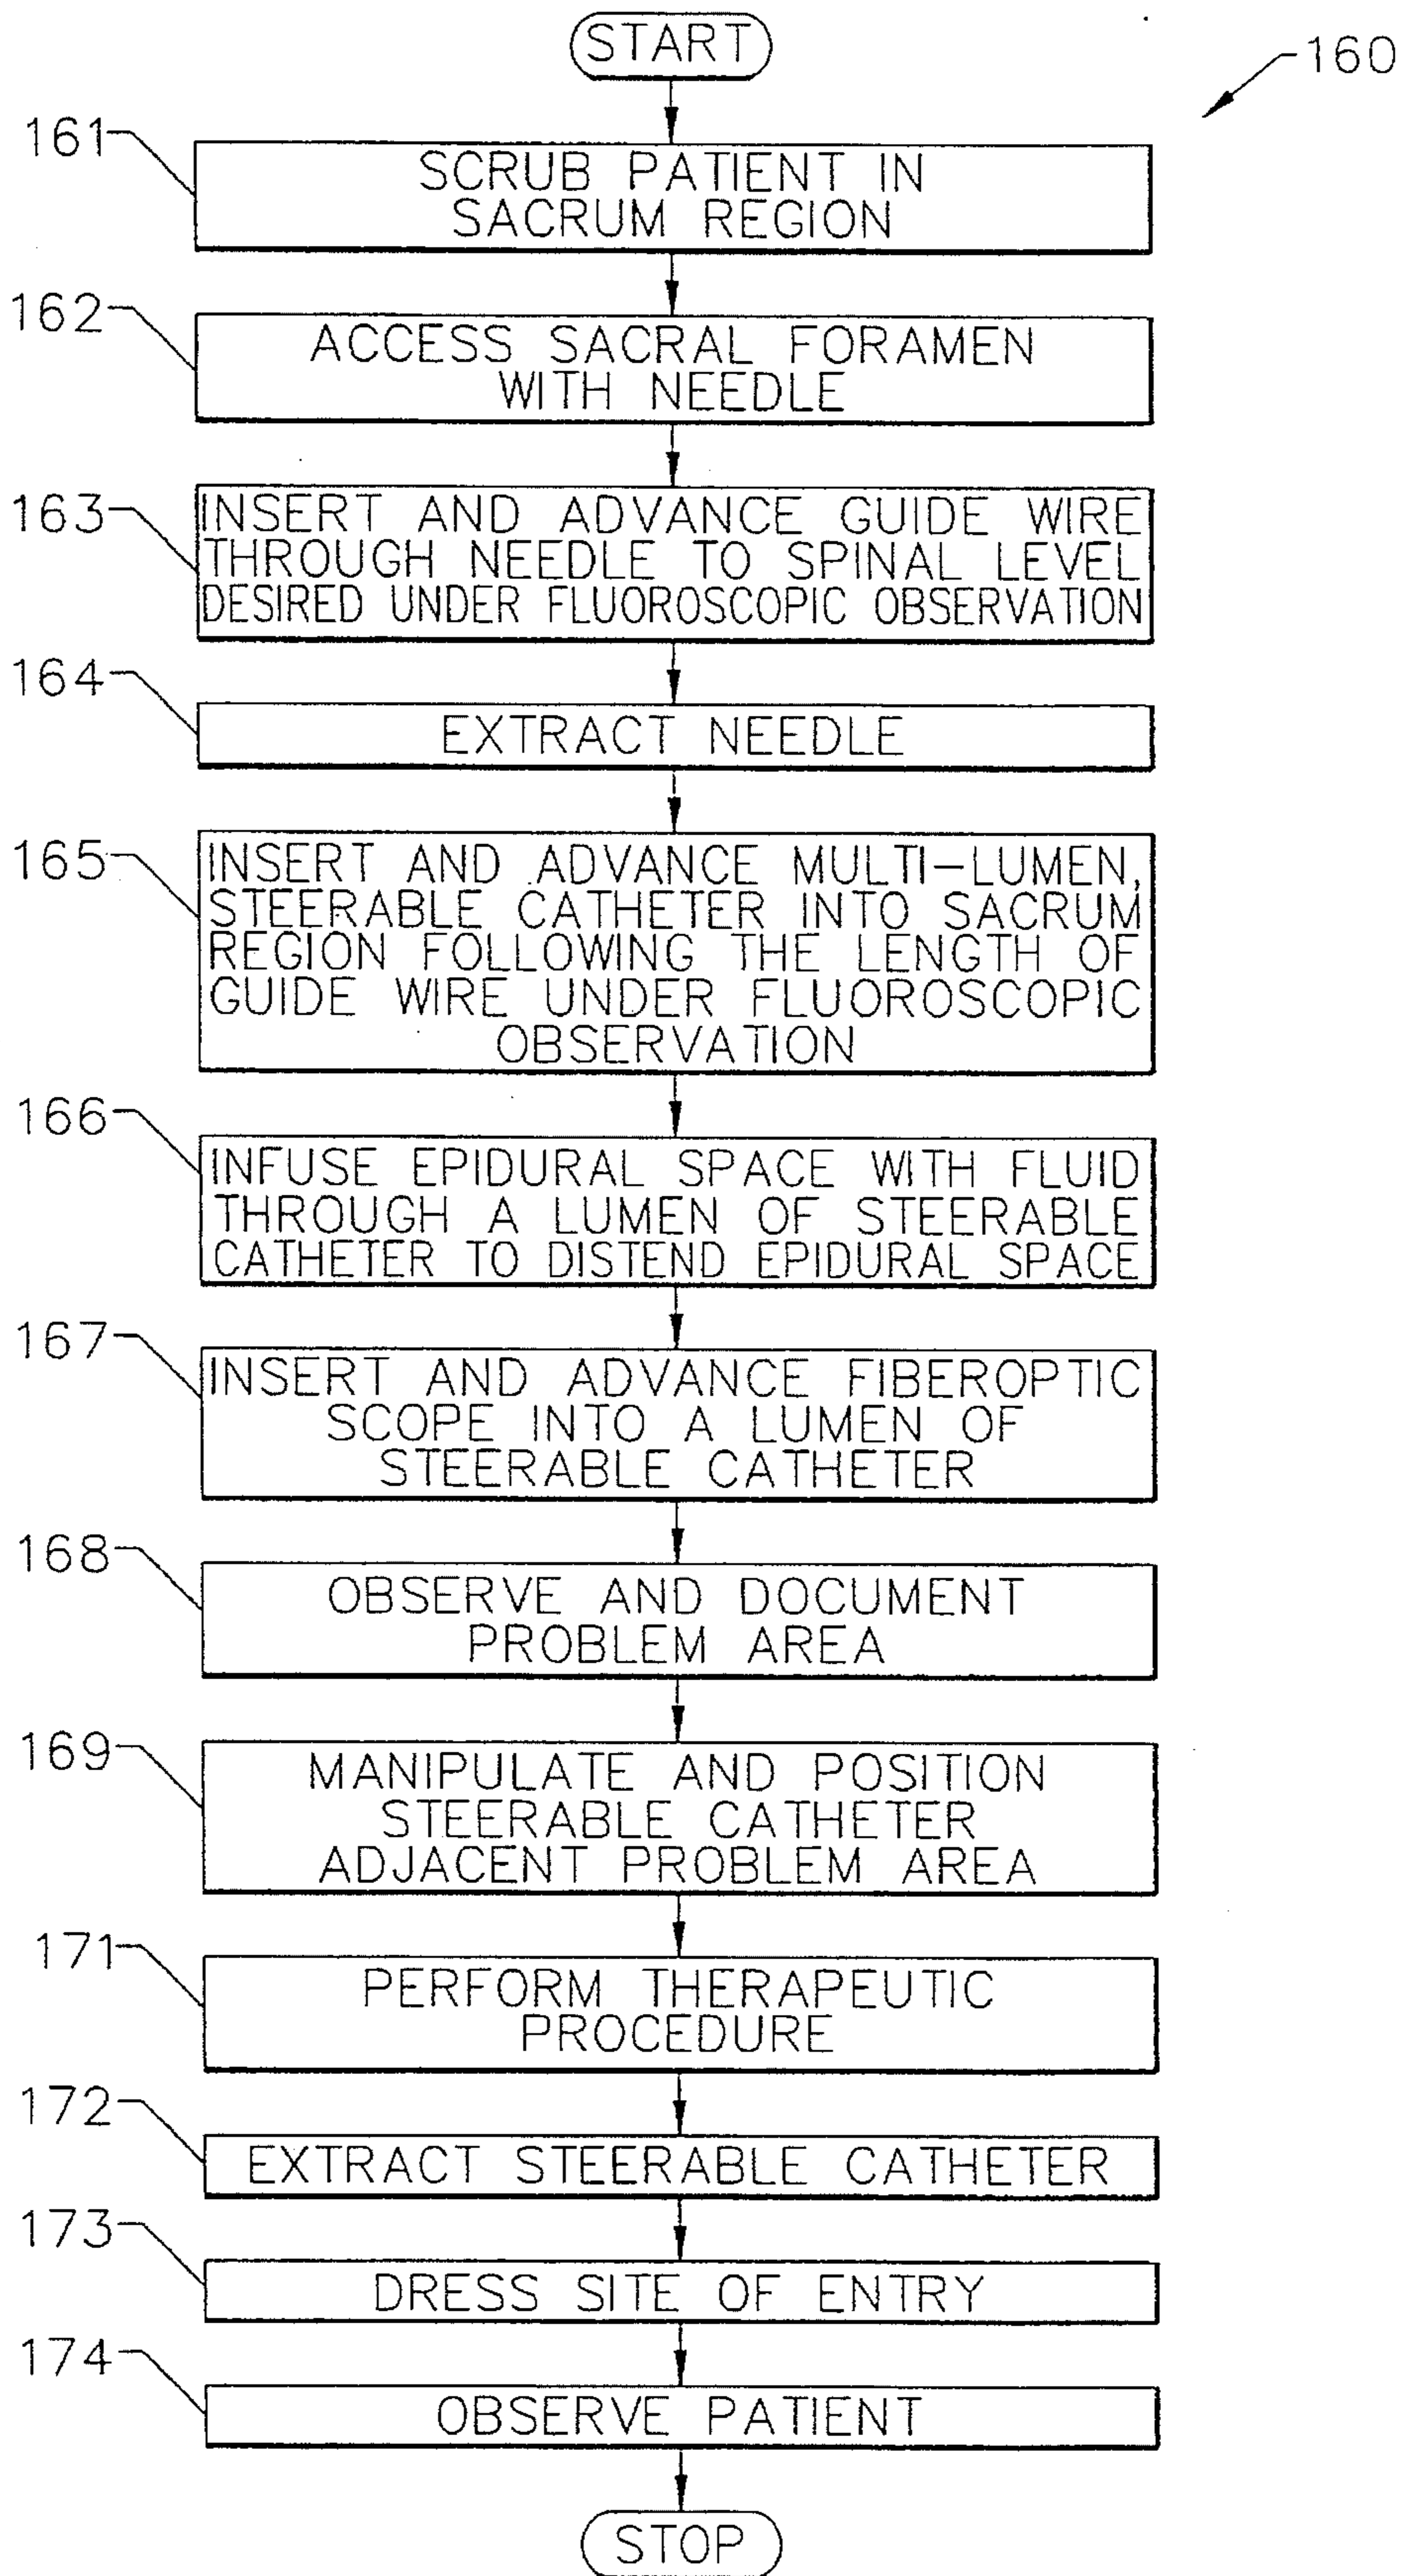 START
160
161
SCRUB PATIENT IN
SACRUM REGION
162
ACCESS SACRAL FORAMEN
WITH NEEDLE
163
INSERT AND ADVANCE GUIDE WIRE
THROUGH NEEDLE TO SPINAL LEVEL
DESIRED UNDER FLUOROSCOPIC OBSERVATION
164
EXTRACT NEEDLE
165
INSERT AND ADVANCE MULTI-LUMEN,
STEERABLE CATHETER INTO SACRUM
REGION FOLLOWING THE LENGTH OF
GUIDE WIRE UNDER FLUOROSCOPIC
OBSERVATION
166
INFUSE EPIDURAL SPACE WITH FLUID
THROUGH A LUMEN OF STEERABLE
CATHETER TO DISTEND EPIDURAL SPACE
167
INSERT AND ADVANCE FIBEROPTIC
SCOPE INTO A LUMEN OF
STEERABLE CATHETER
168
OBSERVE AND DOCUMENT
PROBLEM AREA
169
MANIPULATE AND POSITION
STEERABLE CATHETER
ADJACENT PROBLEM AREA
171
PERFORM THERAPEUTIC
PROCEDURE
172
EXTRACT STEERABLE CATHETER
173
DRESS SITE OF ENTRY
174
OBSERVE PATIENT
STOP